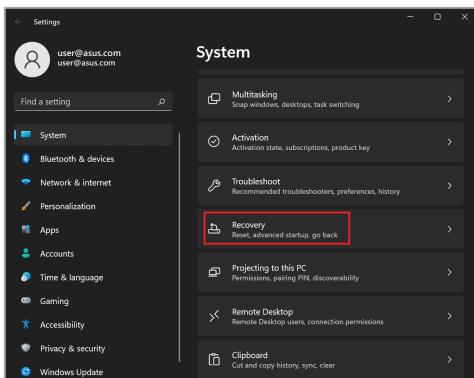 Settings
user@asus.com
user@asus.com
Find a setting
System
Bluetooth & devices
Network & internet
Personalization
Apps
Accounts
Time & language
Gaming
Accessibility
Privacy & security
Windows Update
System
Multitasking
Snap windows, desktops, task switching
Activation
Activation state, subscriptions, product key
Troubleshoot
Recommended troubleshooters, preferences, history
Recovery
Reset, advanced startup, go back
Projecting to this PC
Permissions, pairing PIN, discoverability
Remote Desktop
Remote Desktop users, connection permissions
Clipboard
Cut and copy history, sync, clear